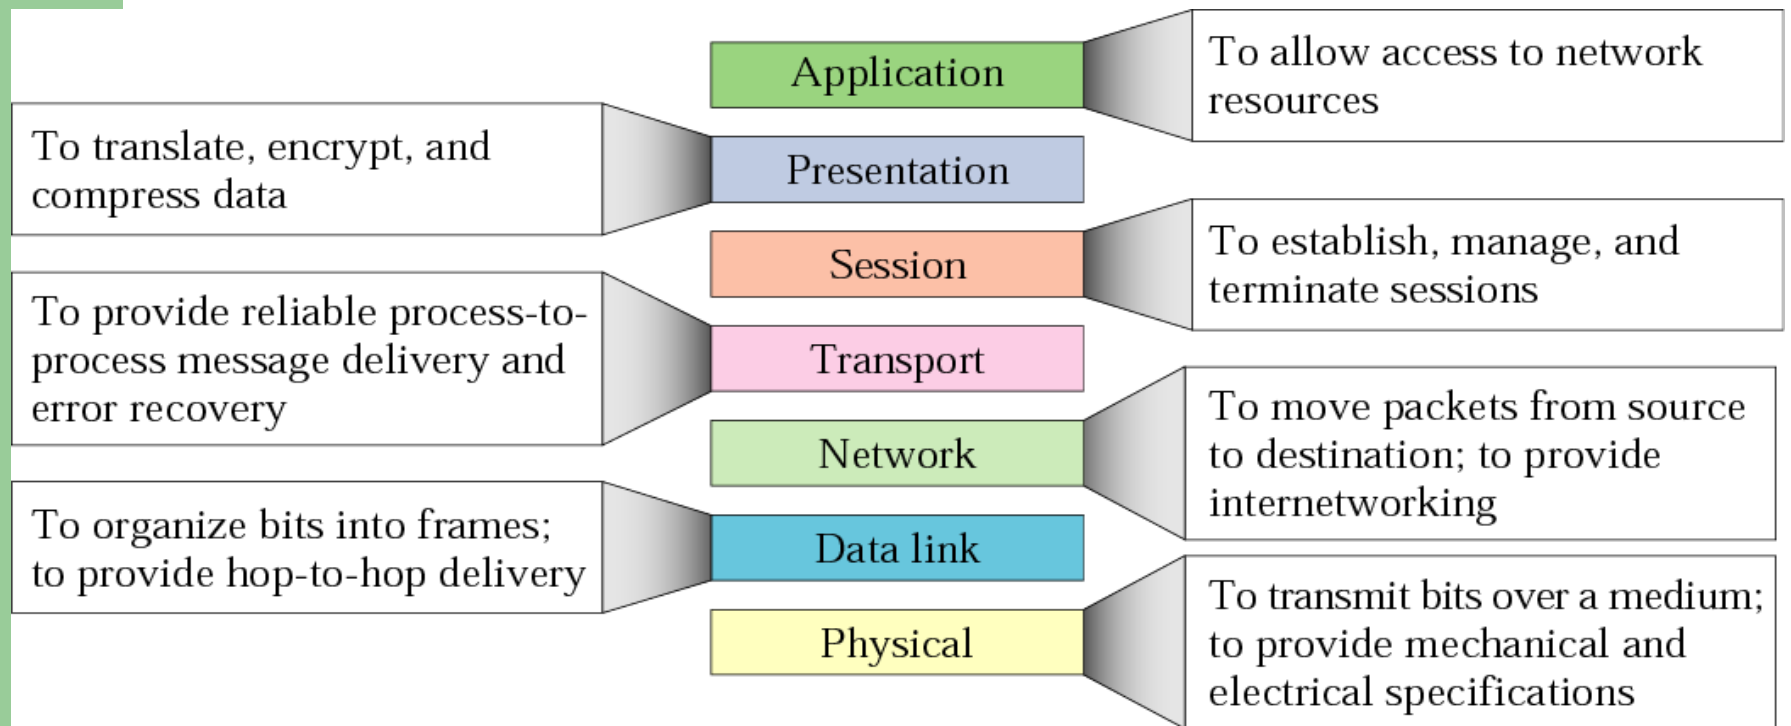 Application
To allow access to network
resources
To translate, encrypt, and
compress data
Presentation
Session
To establish, manage, and
terminate sessions
To provide reliable process-to-
process message delivery and
error recovery
Transport
Network
To move packets from source
to destination; to provide
internetworking
To organize bits into frames;
to provide hop-to-hop delivery
Data link
Physical
To transmit bits over a medium;
to provide mechanical and
electrical specifications